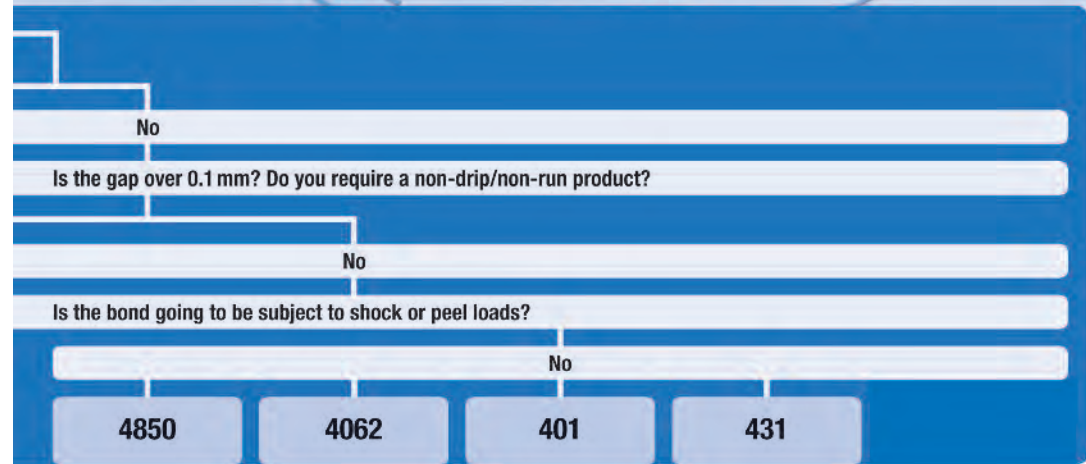 No
Is the gap over 0.1 mm? Do you require a non-drip/non-run product?
No
Is the bond going to be subject to shock or peel loads?
No
4850 4062 401 431